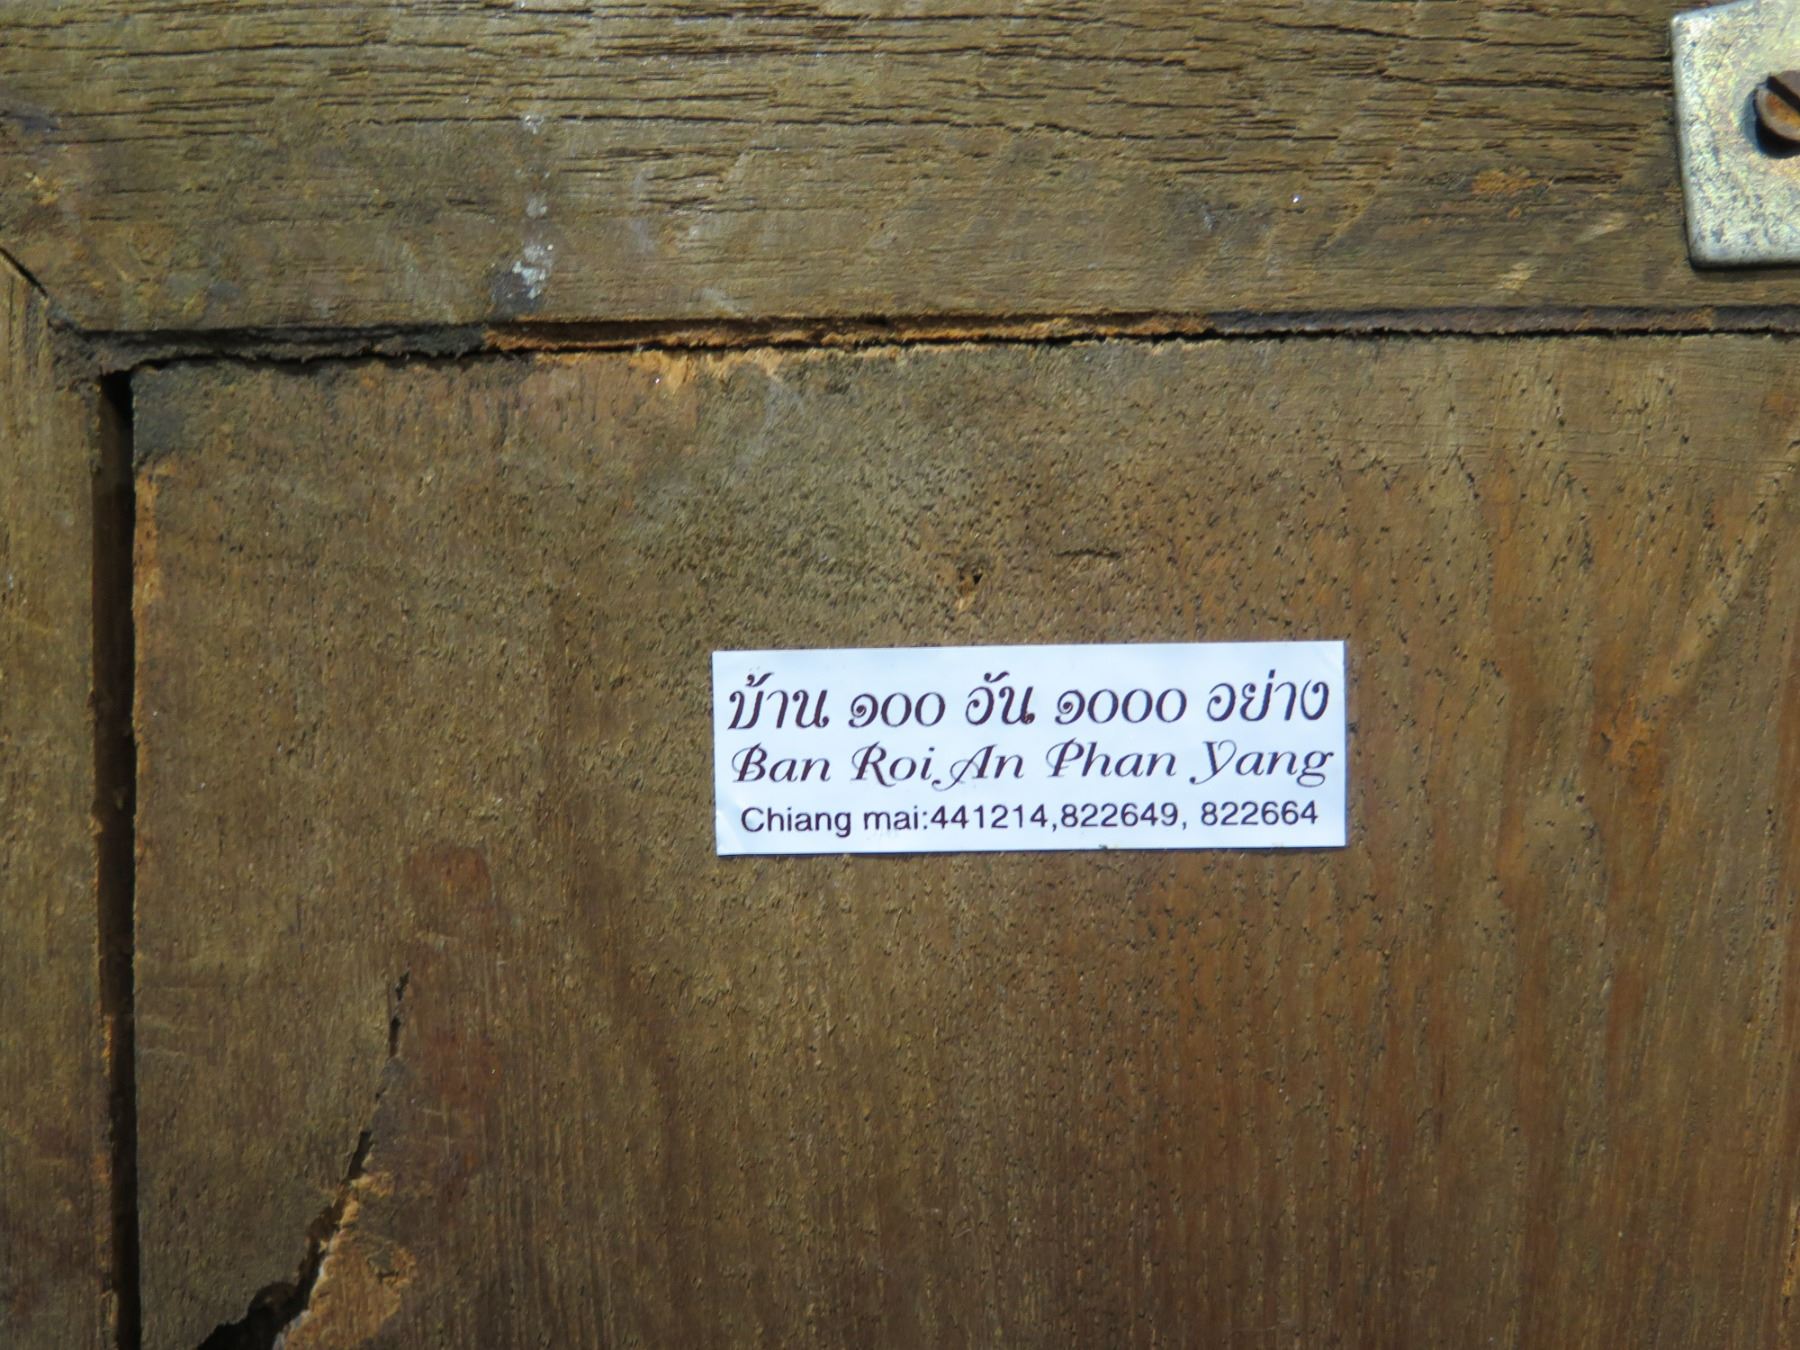 บ้าน ๑๐๐ อัน ๑๐๐๐ อย่าง
Ban Roi An Phan Yang
Chiang mai:441214,822649, 822664